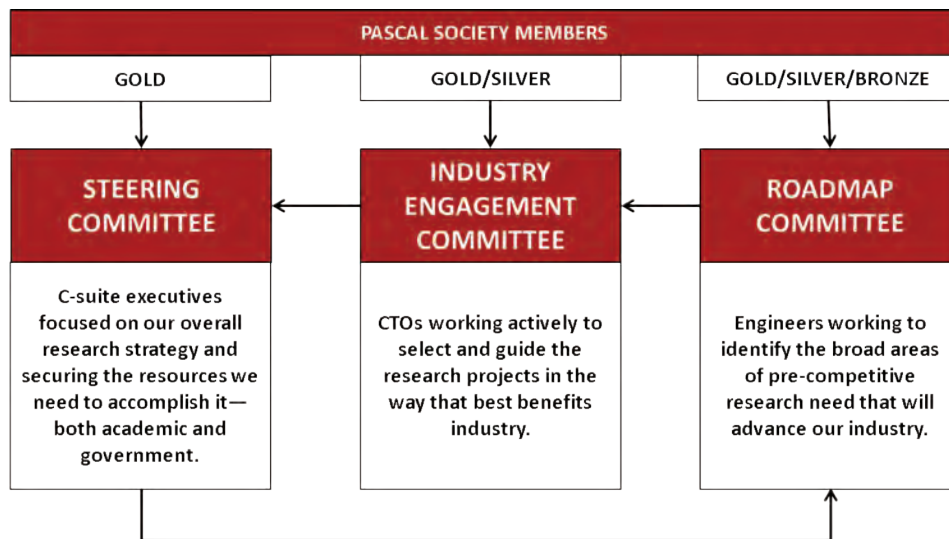 PASCAL SOCIETY MEMBERS
GOLD
GOLD/SILVER
GOLD/SILVER/BRONZE
STEERING
COMMITTEE
INDUSTRY
ENGAGEMENT
COMMITTEE
ROADMAP
COMMITTEE
C-suite executives
focused on our overall
research strategy and
securing the resources we
need to accomplish it—
both academic and
government.
CTOs working actively to
select and guide the
research projects in the
way that best benefits
industry.
Engineers working to
identify the broad areas
of pre-competitive
research need that will
advance our industry.